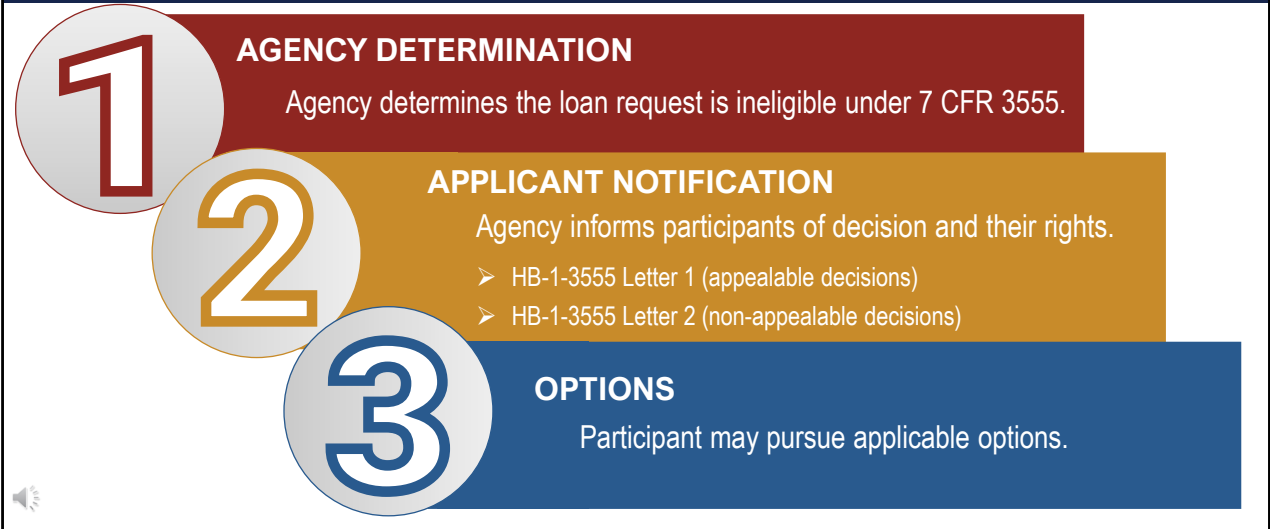 1
AGENCY DETERMINATION
Agency determines the loan request is ineligible under 7 CFR 3555.
2
APPLICANT NOTIFICATION
Agency informs participants of decision and their rights.
➢ HB-1-3555 Letter 1 (appealable decisions)
➢ HB-1-3555 Letter 2 (non-appealable decisions)
3
OPTIONS
Participant may pursue applicable options.